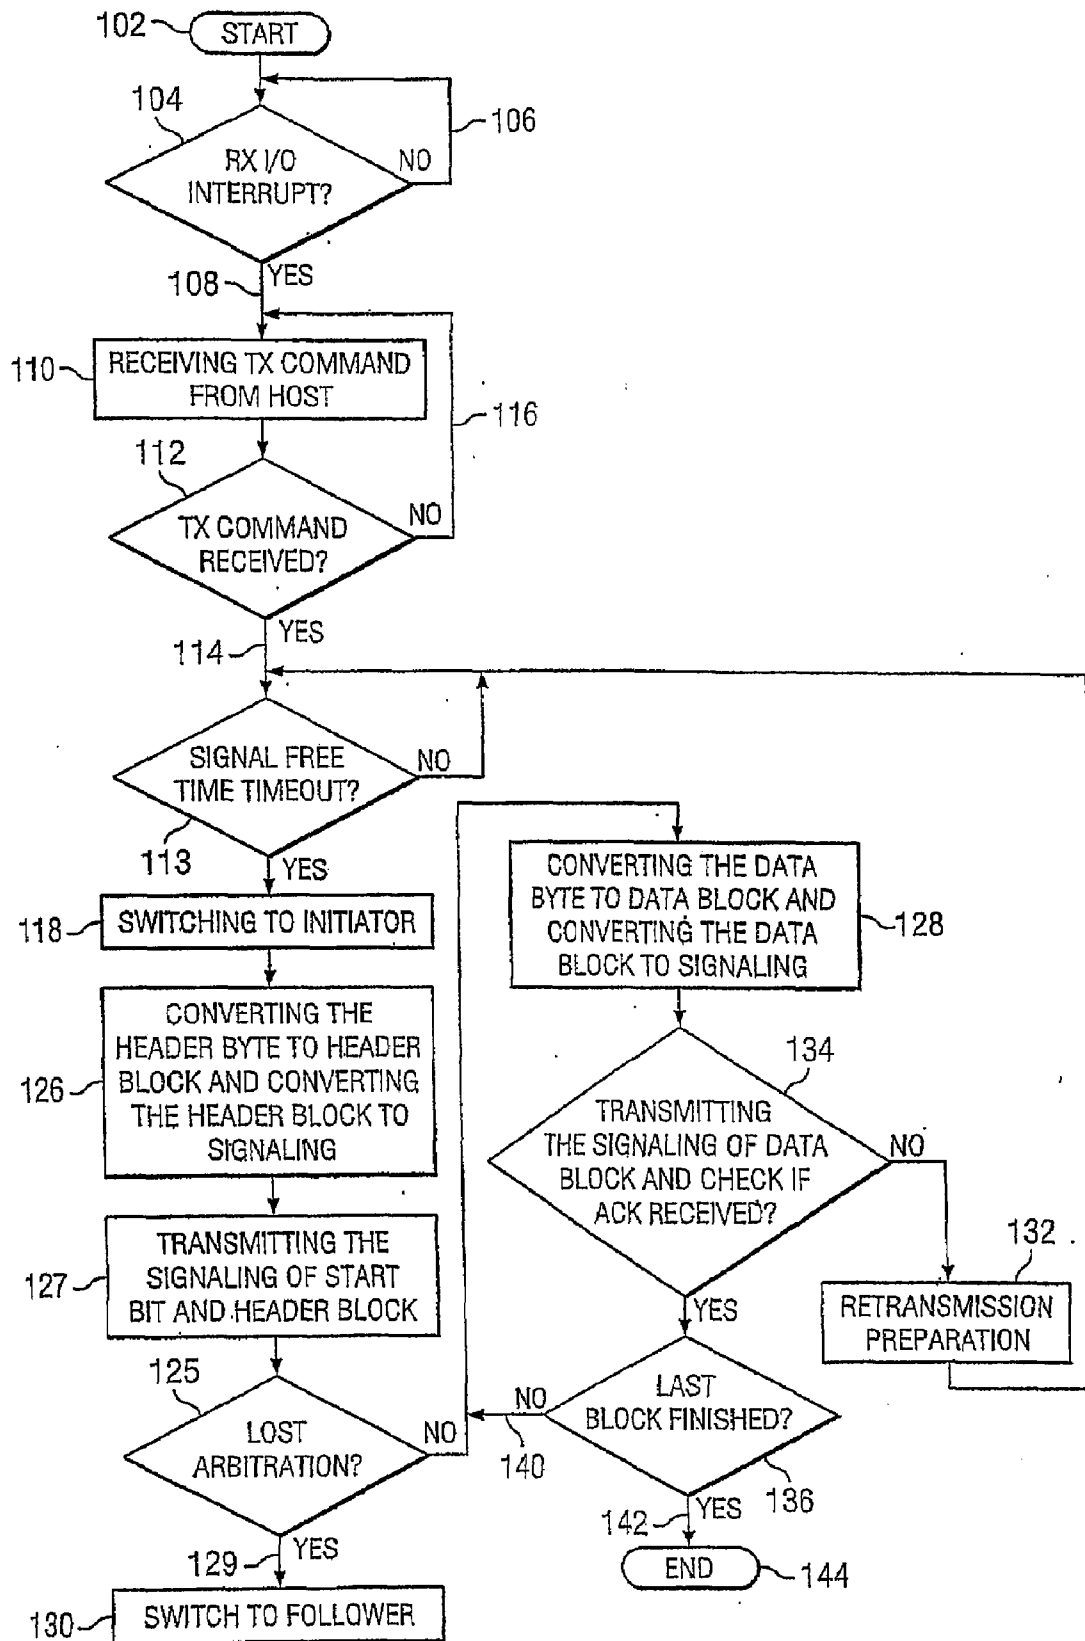 102
START
104
106
RX I/O
INTERRUPT?
NO
YES
108
110
RECEIVING TX COMMAND
FROM HOST
116
112
TX COMMAND
RECEIVED?
NO
YES
114
SIGNAL FREE
TIME TIMEOUT?
NO
113
YES
118
SWITCHING TO INITIATOR
126
CONVERTING THE
HEADER BYTE TO HEADER
BLOCK AND CONVERTING
THE HEADER BLOCK TO
SIGNALING
127
TRANSMITTING THE
SIGNALING OF START
BIT AND HEADER BLOCK
125
LOST
ARBITRATION?
NO
129
YES
130
SWITCH TO FOLLOWER
CONVERTING THE DATA
BYTE TO DATA BLOCK AND
CONVERTING THE DATA
BLOCK TO SIGNALING
128
134
TRANSMITTING
THE SIGNALING OF DATA
BLOCK AND CHECK IF
ACK RECEIVED?
NO
YES
132
RETRANSMISSION
PREPARATION
LAST
BLOCK FINISHED?
NO
140
136
142
YES
END
144